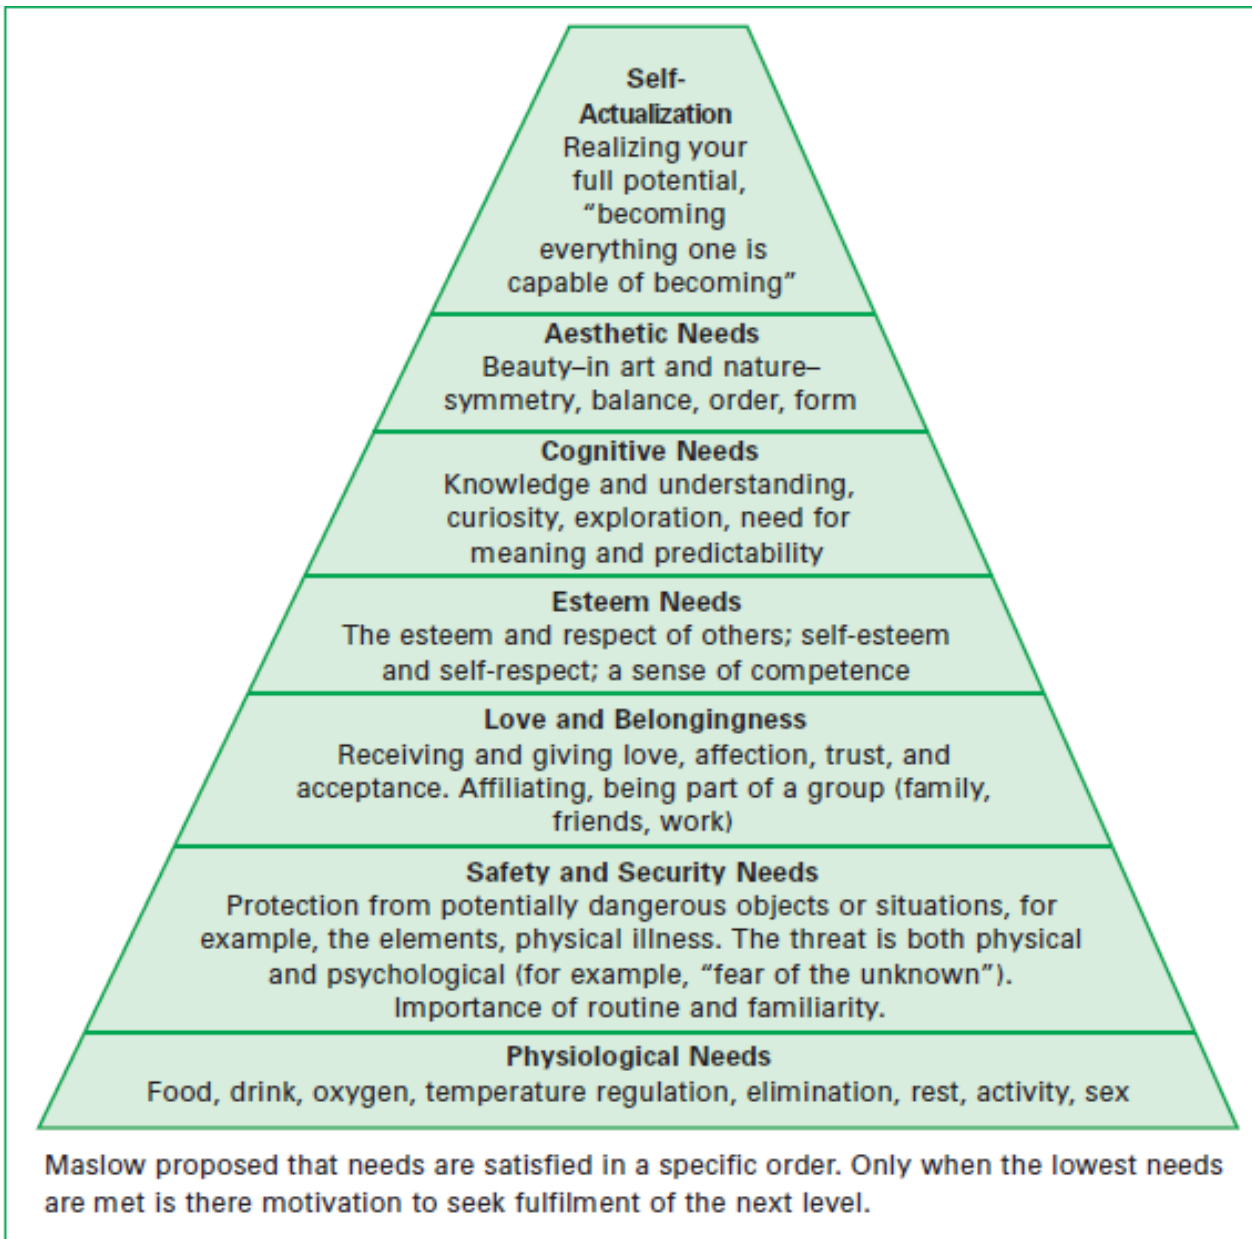 Self-
Actualization
Realizing your
full potential,
“becoming
everything one is
capable of becoming”
Aesthetic Needs
Beauty–in art and nature–
symmetry, balance, order, form
Cognitive Needs
Knowledge and understanding,
curiosity, exploration, need for
meaning and predictability
Esteem Needs
The esteem and respect of others; self-esteem
and self-respect; a sense of competence
Love and Belongingness
Receiving and giving love, affection, trust, and
acceptance. Affiliating, being part of a group (family,
friends, work)
Safety and Security Needs
Protection from potentially dangerous objects or situations, for
example, the elements, physical illness. The threat is both physical
and psychological (for example, “fear of the unknown”).
Importance of routine and familiarity.
Physiological Needs
Food, drink, oxygen, temperature regulation, elimination, rest, activity, sex
Maslow proposed that needs are satisfied in a specific order. Only when the lowest needs
are met is there motivation to seek fulfilment of the next level.